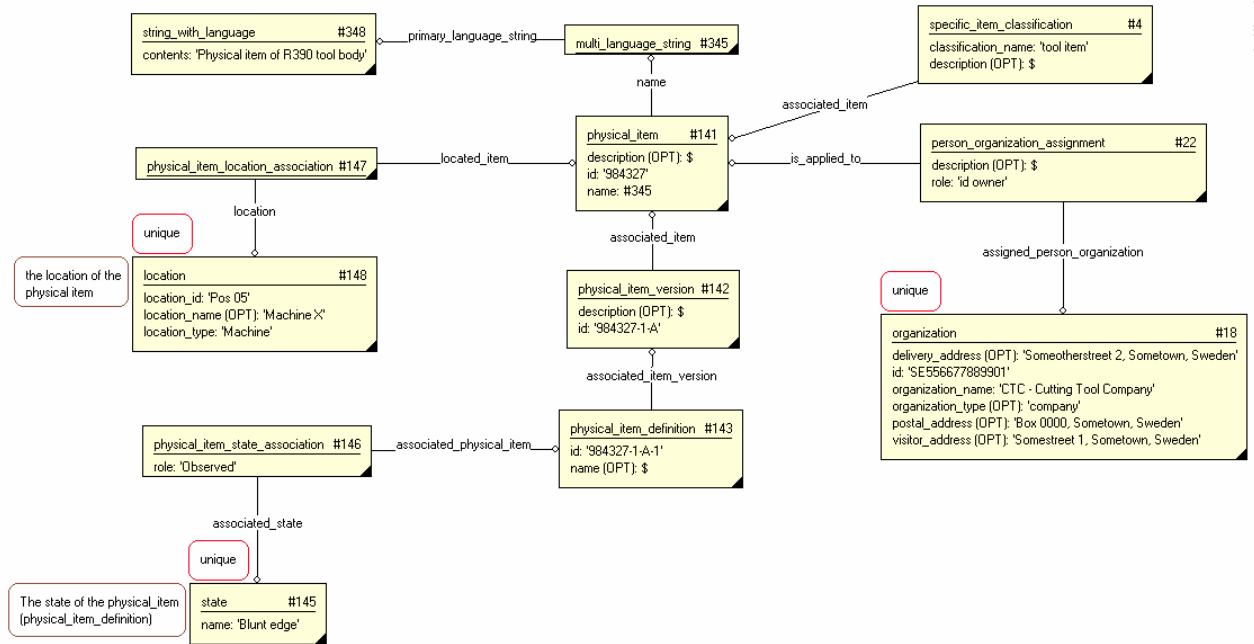 string_with_language #348
contents: 'Physical item of R390 tool body'
primary_language_string
multi_language_string #345
name
specific_item_classification #4
classification_name: 'tool item'
description (OPT): $
associated_item
physical_item #141
description (OPT): $
id: '984327'
name: #345
physical_item_location_association #147
located_item
is_applied_to
person_organization_assignment #22
description (OPT): $
role: 'id owner'
location
unique
the location of the
physical item
location #148
location_id: 'Pos 05'
location_name (OPT): 'Machine X'
location_type: 'Machine'
associated_item
physical_item_version #142
description (OPT): $
id: '984327-1-A'
assigned_person_organization
unique
organization #18
delivery_address (OPT): 'Someotherstreet 2, Sometown, Sweden'
id: 'SE556677889901'
organization_name: 'CTC - Cutting Tool Company'
organization_type (OPT): 'company'
postal_address (OPT): 'Box 0000, Sometown, Sweden'
visitor_address (OPT): 'Somestreet 1, Sometown, Sweden'
associated_item_version
physical_item_definition #143
id: '984327-1-A-1'
name (OPT): $
physical_item_state_association #146
role: 'Observed'
associated_physical_item
associated_state
unique
The state of the physical_item
(physical_item_definition)
state #145
name: 'Blunt edge'